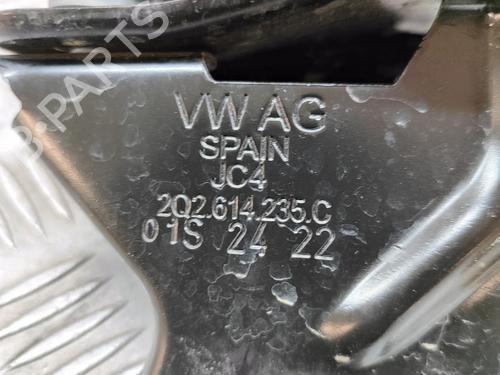 VW AG
SPAIN
JC4
2Q2.614.235.C
01S 24 22
B-PARTS